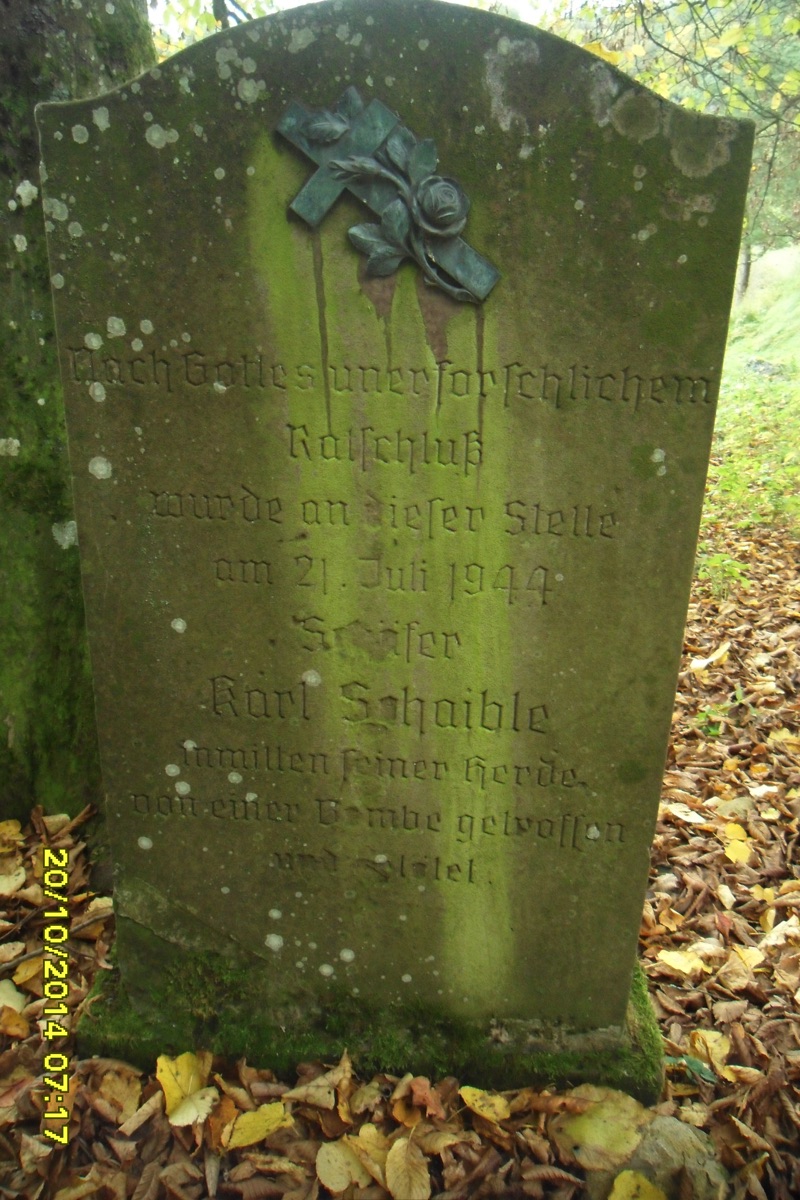 Nach Gottes unerforschlichem
Ratschluß
wurde an dieser Stelle
am 21. Juli 1944
Schäfer
Karl Schaible
inmitten seiner Herde
von einer Bombe getroffen
und getötet.
20/10/2014 07:17